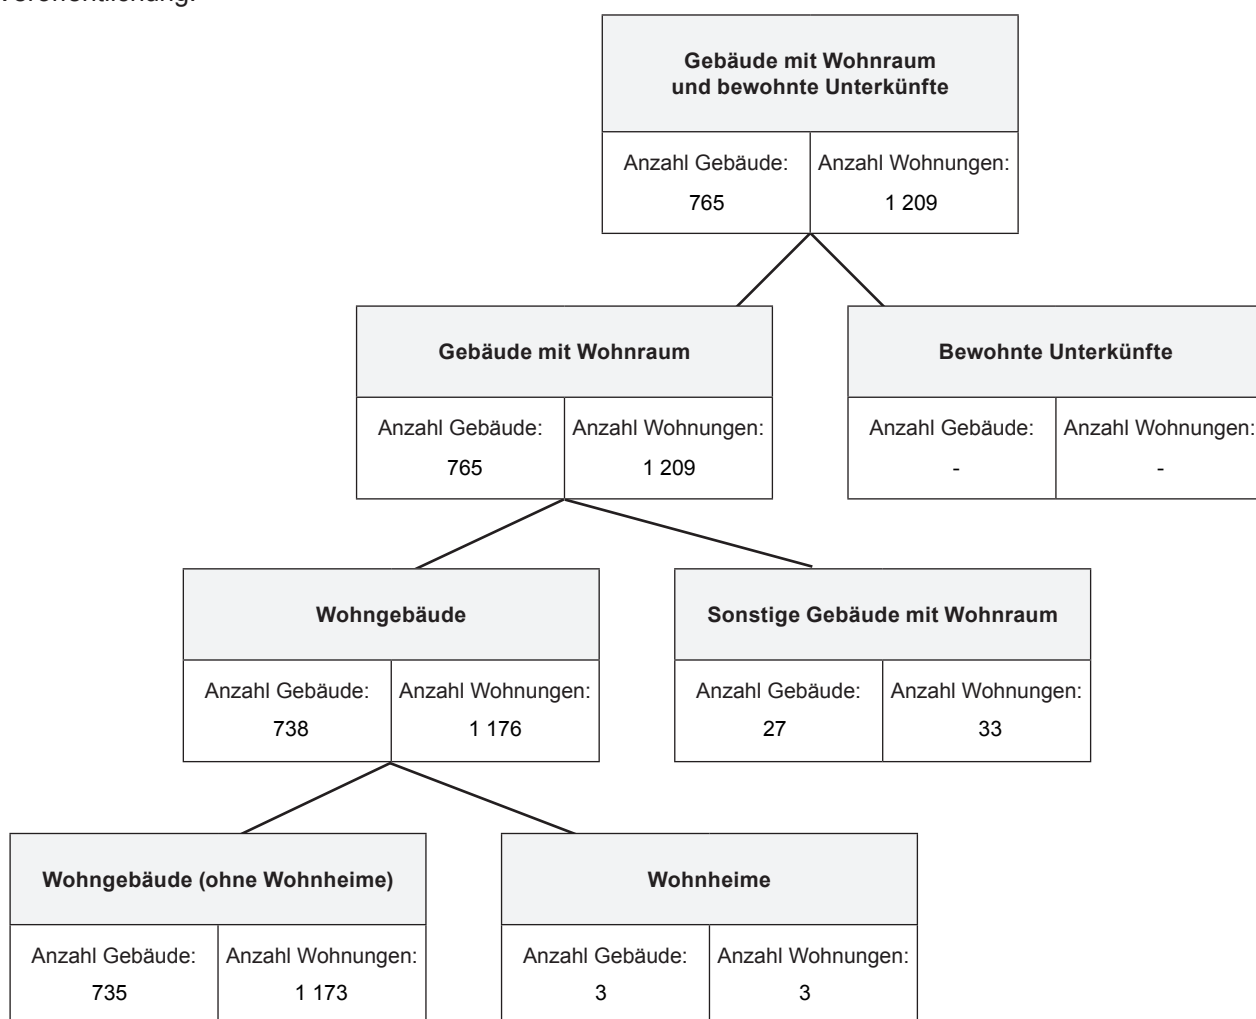 Veröffentlichung.
Gebäude mit Wohnraum
und bewohnte Unterkünfte
Anzahl Gebäude: Anzahl Wohnungen:
765 1 209
Gebäude mit Wohnraum
Anzahl Gebäude: Anzahl Wohnungen:
765 1 209
Bewohnte Unterkünfte
Anzahl Gebäude: Anzahl Wohnungen:
- -
Wohngebäude
Anzahl Gebäude: Anzahl Wohnungen:
738 1 176
Sonstige Gebäude mit Wohnraum
Anzahl Gebäude: Anzahl Wohnungen:
27 33
Wohngebäude (ohne Wohnheime)
Anzahl Gebäude: Anzahl Wohnungen:
735 1 173
Wohnheime
Anzahl Gebäude: Anzahl Wohnungen:
3 3